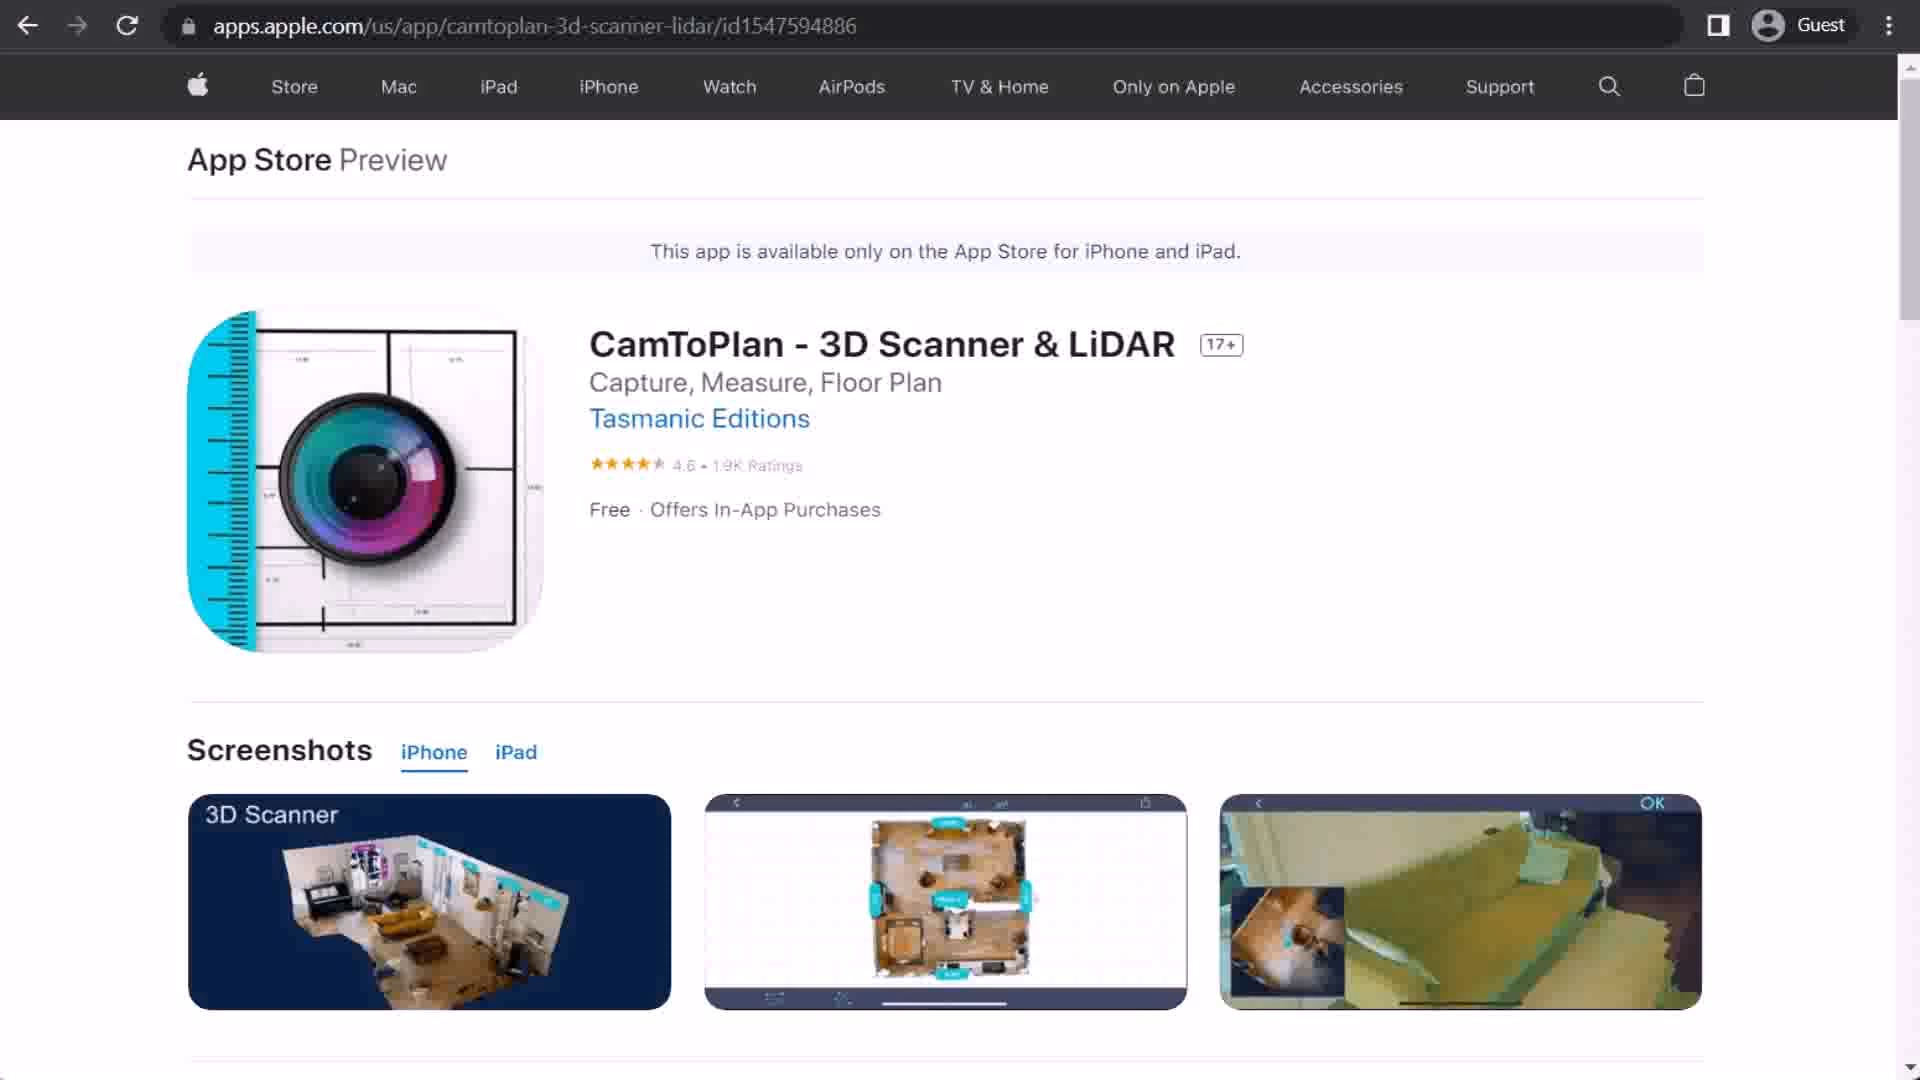 apps.apple.com/us/app/camtoplan-3d-scanner-lidar/id1547594886
Guest
Store Mac iPad iPhone Watch AirPods TV & Home Only on Apple Accessories Support
App Store Preview
This app is available only on the App Store for iPhone and iPad.
CamToPlan - 3D Scanner & LiDAR 17+
Capture, Measure, Floor Plan
Tasmanic Editions
4.6 • 1.9K Ratings
Free · Offers In-App Purchases
Screenshots iPhone iPad
3D Scanner
OK